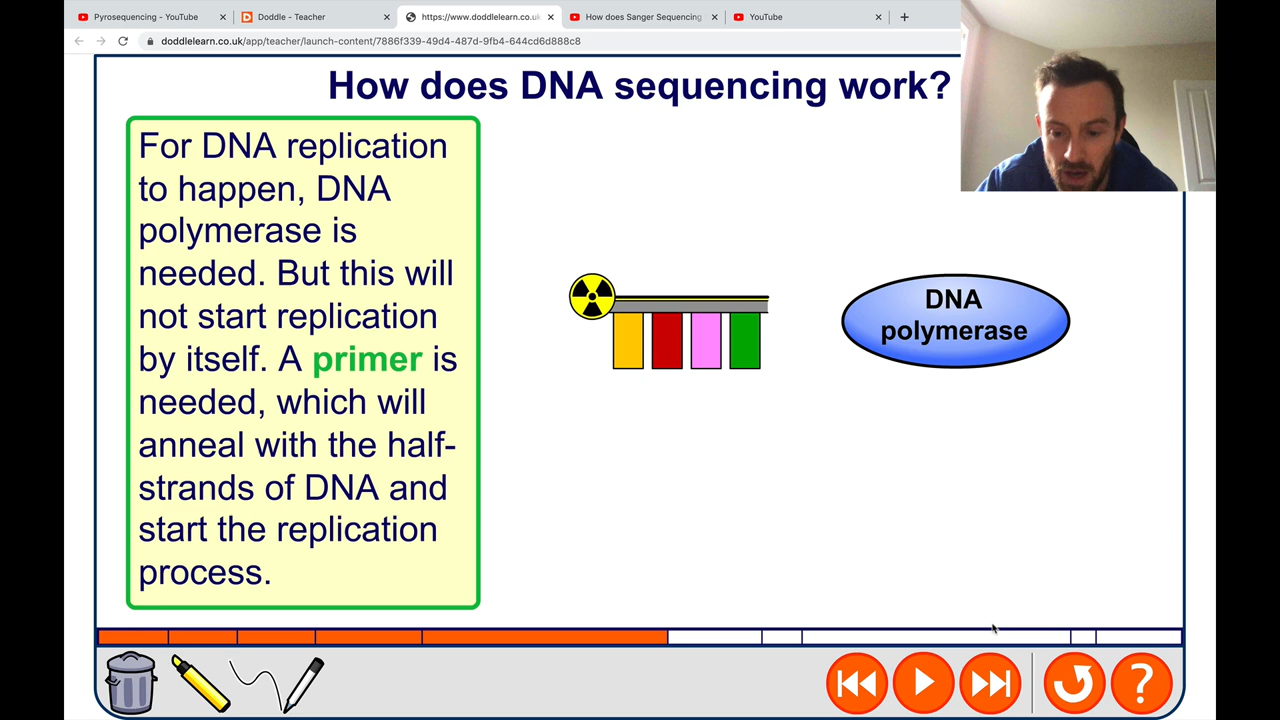 Pyrosequencing - YouTube
Doddle - Teacher
https://www.doddlelearn.co.uk
How does Sanger Sequencing
YouTube
doddlelearn.co.uk/app/teacher/launch-content/7886f339-49d4-487d-9fb4-644cd6d888c8
How does DNA sequencing work?
For DNA replication
to happen, DNA
polymerase is
needed. But this will
not start replication
by itself. A primer is
needed, which will
anneal with the half-
strands of DNA and
start the replication
process.
DNA
polymerase
?